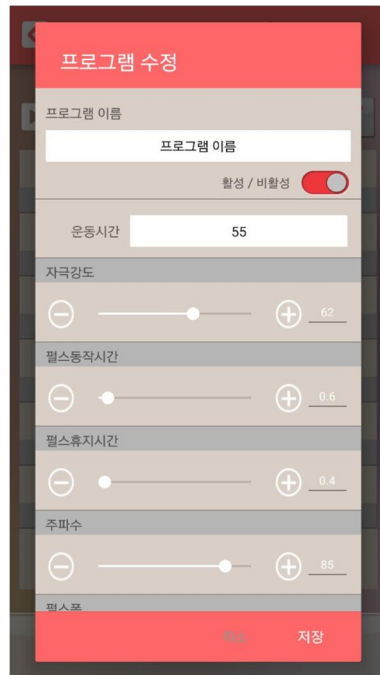 프로그램 수정
프로그램 이름
프로그램 이름
활성 / 비활성
운동시간 55
자극강도
62
펄스동작시간
0.6
펄스휴지시간
0.4
주파수
85
펄스폭
취소 저장